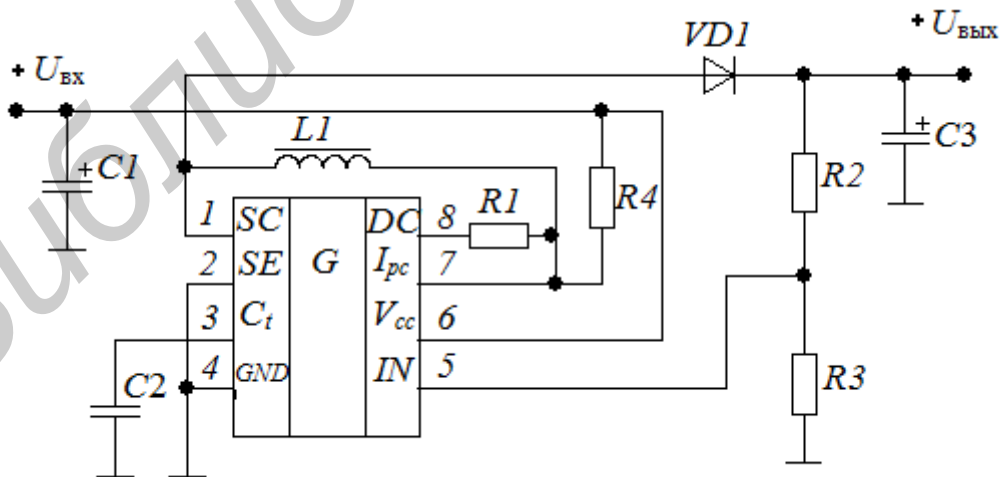 VD1
+ Uвых
+ Uвх
L1
+ C1
+ C3
R2
R4
R1
1 SC DC 8
2 SE G Ipc 7
3 Ct Vcc 6
4 GND IN 5
C2
R3